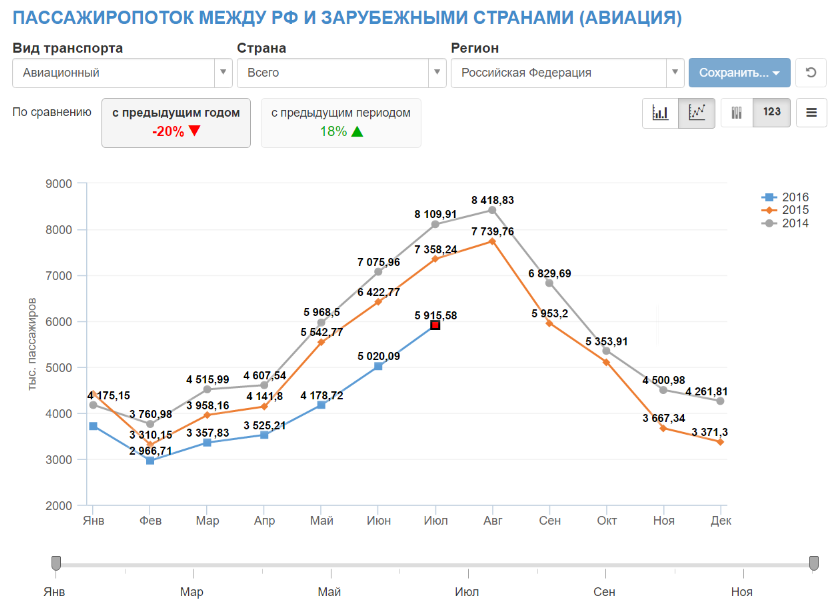 ПАССАЖИРОПОТОК МЕЖДУ РФ И ЗАРУБЕЖНЫМИ СТРАНАМИ (АВИАЦИЯ)
Вид транспорта Страна Регион
Авиационный Всего Российская Федерация Сохранить...
По сравнению с предыдущим годом с предыдущим периодом
-20% 18%
123
9000
8000
7000
6000
5000
4000
3000
2000
тыс. пассажиров
2016
2015
2014
4 175,15 3 760,98 4 515,99 4 607,54 5 968,5 7 075,96 8 109,91 8 418,83 6 829,69 5 353,91 4 500,98 4 261,81
3 310,15 3 958,16 4 141,8 5 542,77 6 422,77 7 358,24 7 739,76 5 953,2 3 667,34 3 371,3
2 966,71 3 357,83 3 525,21 4 178,72 5 020,09 5 915,58
Янв Фев Мар Апр Май Июн Июл Авг Сен Окт Ноя Дек
Янв Мар Май Июл Сен Ноя